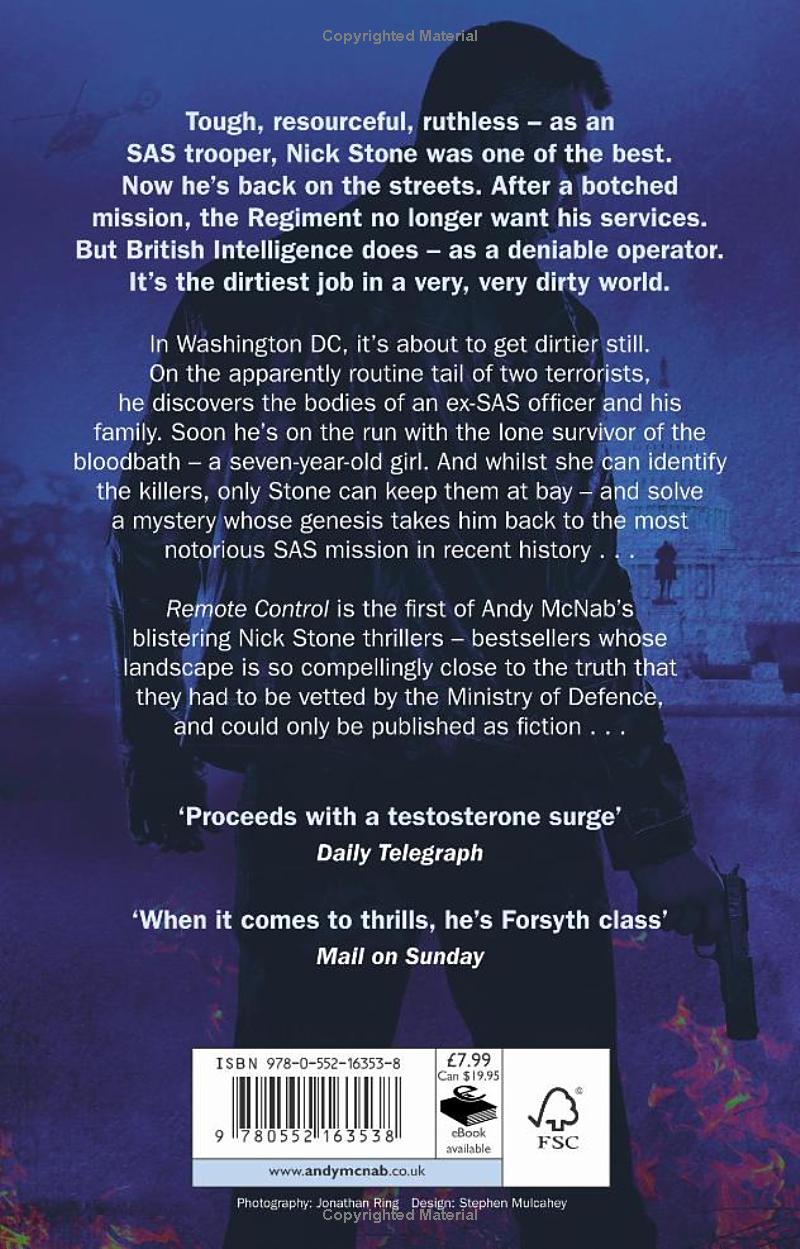 Copyrighted Material
Tough, resourceful, ruthless – as an
SAS trooper, Nick Stone was one of the best.
Now he's back on the streets. After a botched
mission, the Regiment no longer want his services.
But British Intelligence does – as a deniable operator.
It's the dirtiest job in a very, very dirty world.
In Washington DC, it's about to get dirtier still.
On the apparently routine tail of two terrorists,
he discovers the bodies of an ex-SAS officer and his
family. Soon he's on the run with the lone survivor of the
bloodbath – a seven-year-old girl. And whilst she can identify
the killers, only Stone can keep them at bay – and solve
a mystery whose genesis takes him back to the most
notorious SAS mission in recent history . . .
Remote Control is the first of Andy McNab's
blistering Nick Stone thrillers – bestsellers whose
landscape is so compellingly close to the truth that
they had to be vetted by the Ministry of Defence,
and could only be published as fiction . . .
‘Proceeds with a testosterone surge’
Daily Telegraph
‘When it comes to thrills, he's Forsyth class’
Mail on Sunday
ISBN 978-0-552-16353-8
9 780552 163538
£7.99
Can $19.95
eBook
available
©
FSC
www.andymcnab.co.uk
Photography: Jonathan Ring Design: Stephen Mulcahey
Copyrighted Material